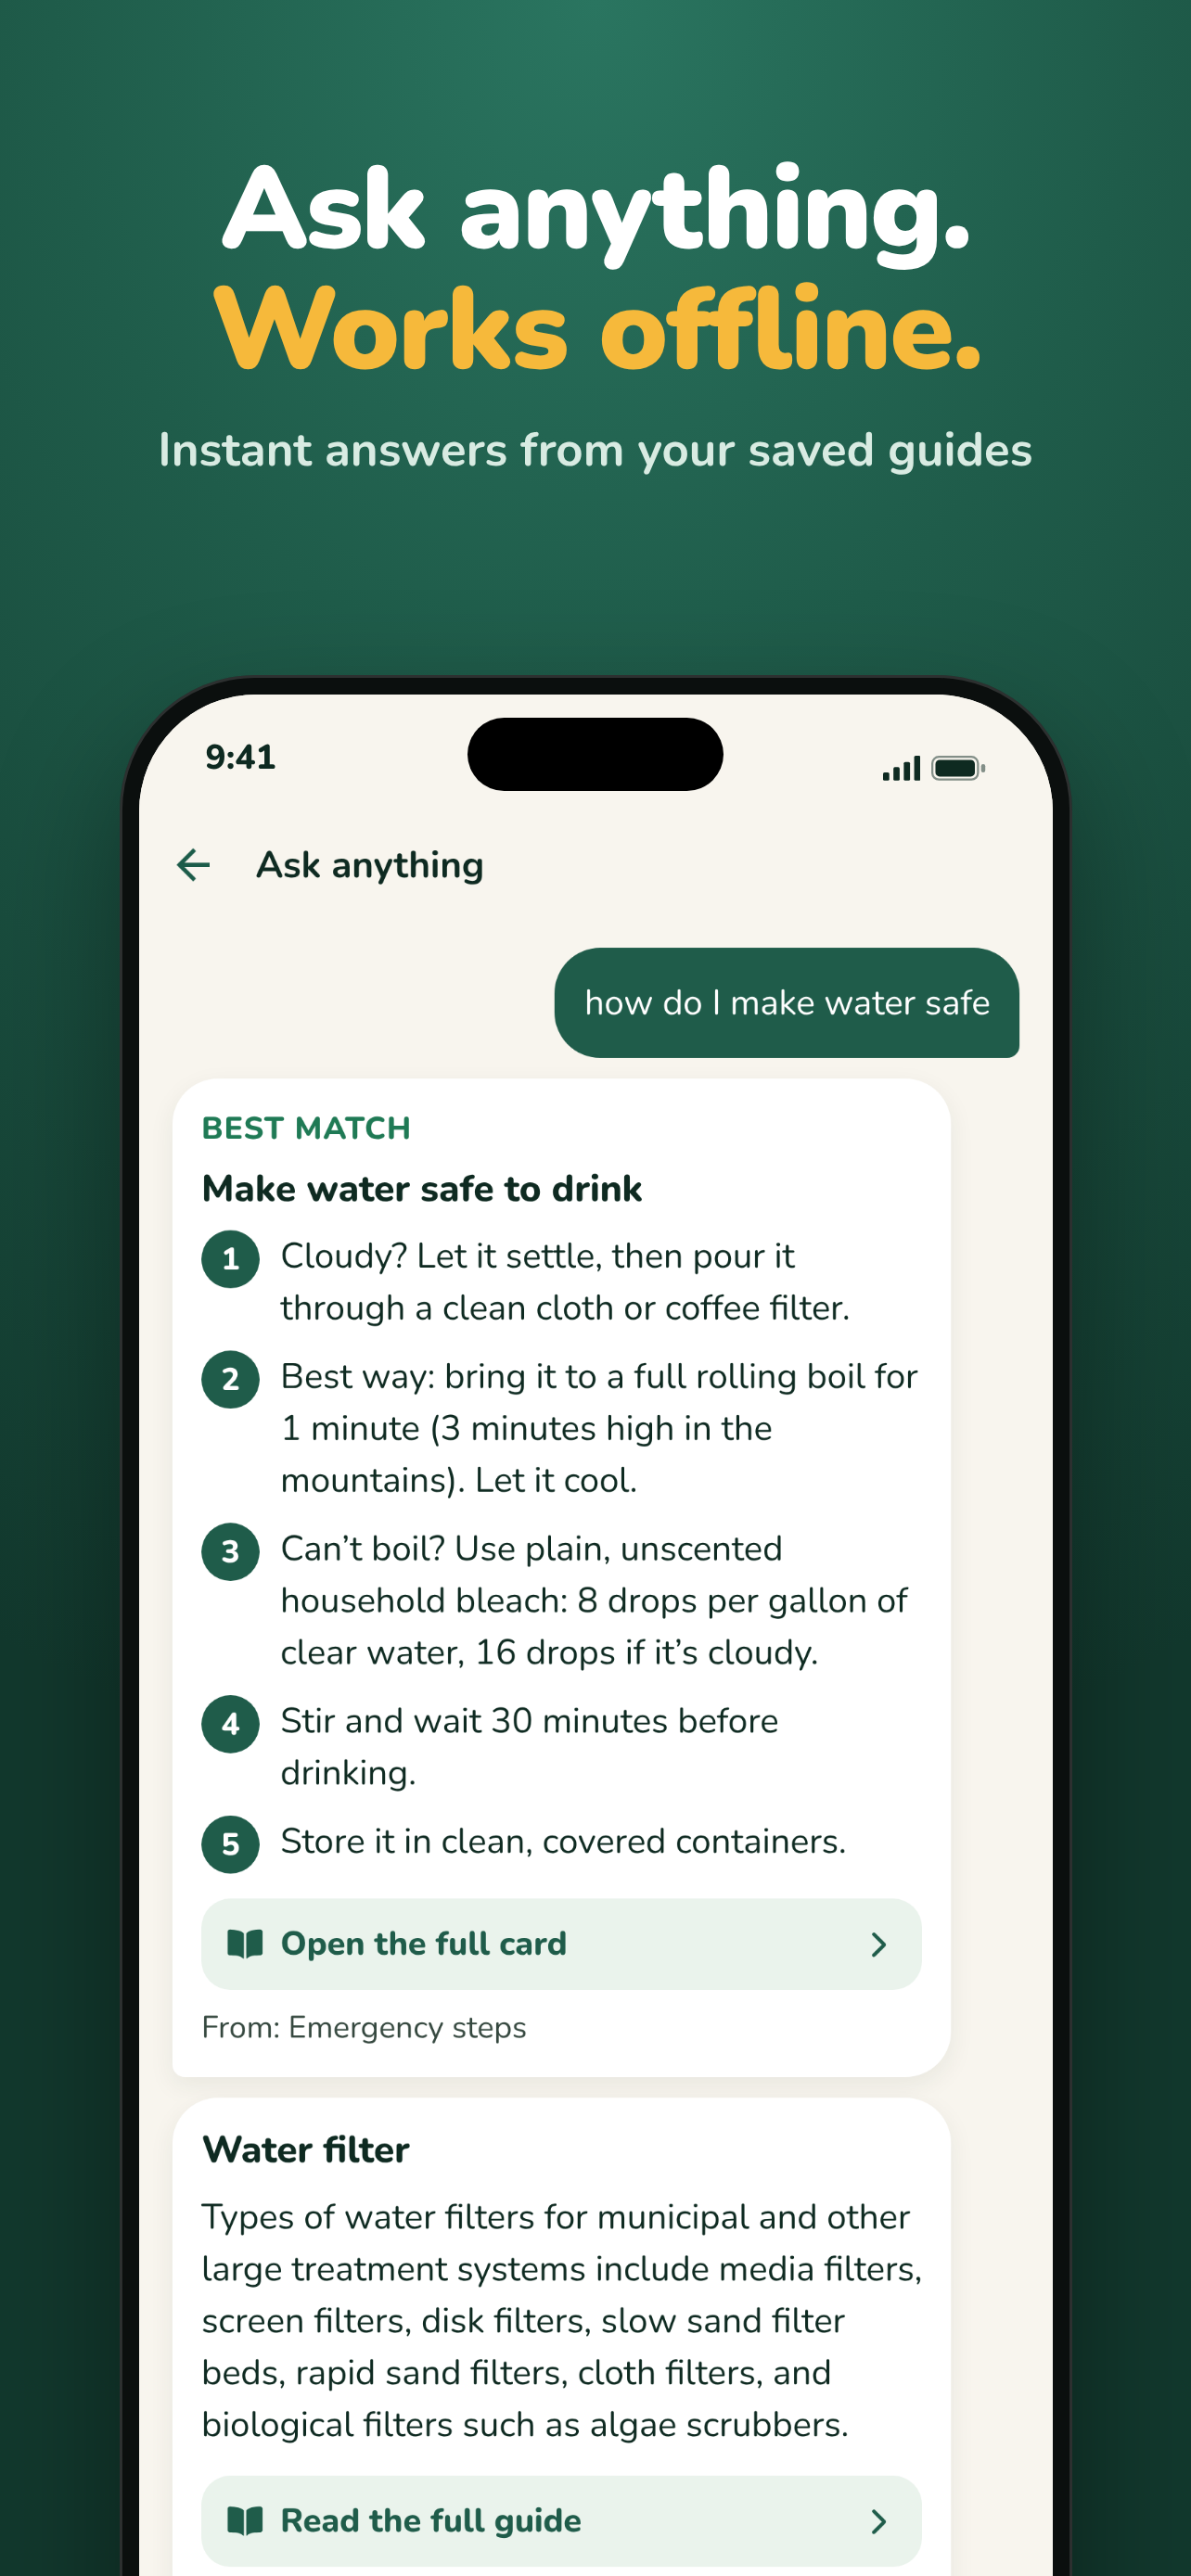 Ask anything.
Works offline.
Instant answers from your saved guides
9:41
Ask anything
how do I make water safe
BEST MATCH
Make water safe to drink
1 Cloudy? Let it settle, then pour it
through a clean cloth or coffee filter.
2 Best way: bring it to a full rolling boil for
1 minute (3 minutes high in the
mountains). Let it cool.
3 Can’t boil? Use plain, unscented
household bleach: 8 drops per gallon of
clear water, 16 drops if it’s cloudy.
4 Stir and wait 30 minutes before
drinking.
5 Store it in clean, covered containers.
Open the full card
From: Emergency steps
Water filter
Types of water filters for municipal and other
large treatment systems include media filters,
screen filters, disk filters, slow sand filter
beds, rapid sand filters, cloth filters, and
biological filters such as algae scrubbers.
Read the full guide